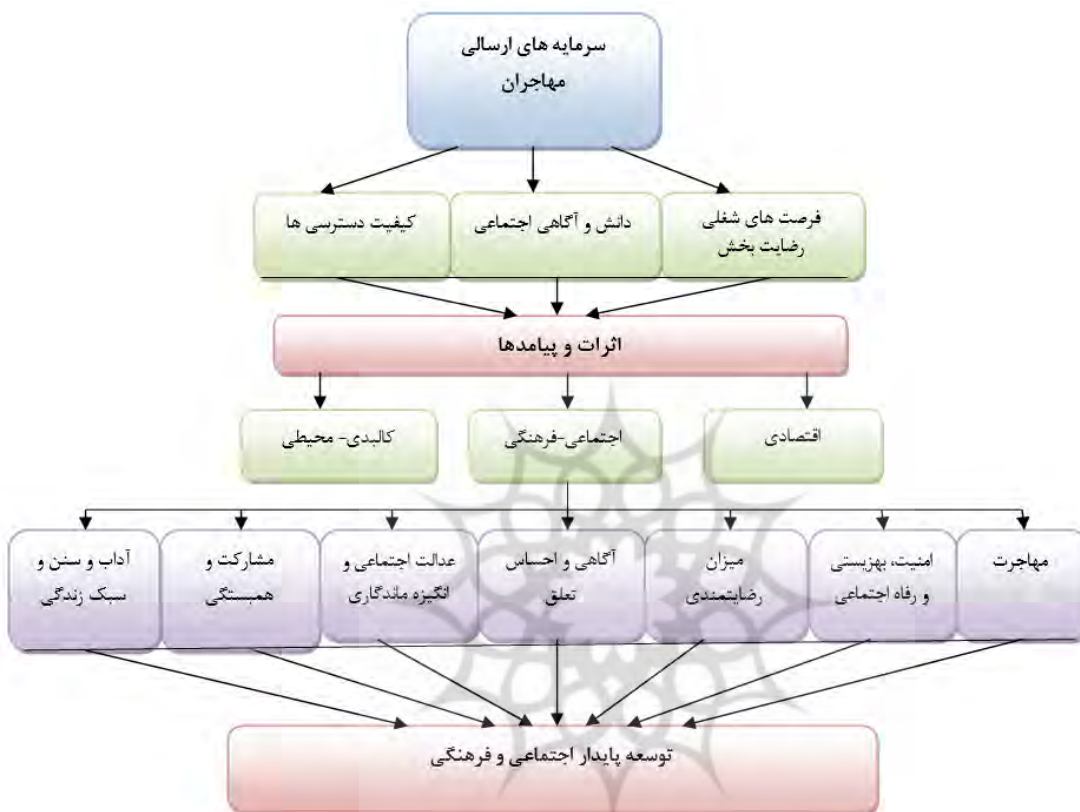 سرمایه های ارسالی
مهاجران
فرصت های شغلی
رضایت بخش
دانش و آگاهی اجتماعی
کیفیت دسترسی ها
اثرات و پیامدها
اقتصادی
اجتماعی-فرهنگی
کالبدی- محیطی
مهاجرت
امنیت، بهزیستی
و رفاه اجتماعی
میزان
رضایتمندی
آگاهی و احساس
تعلق
عدالت اجتماعی و
انگیزه ماندگاری
مشارکت و
همبستگی
آداب و سنن و
سبک زندگی
توسعه پایدار اجتماعی و فرهنگی